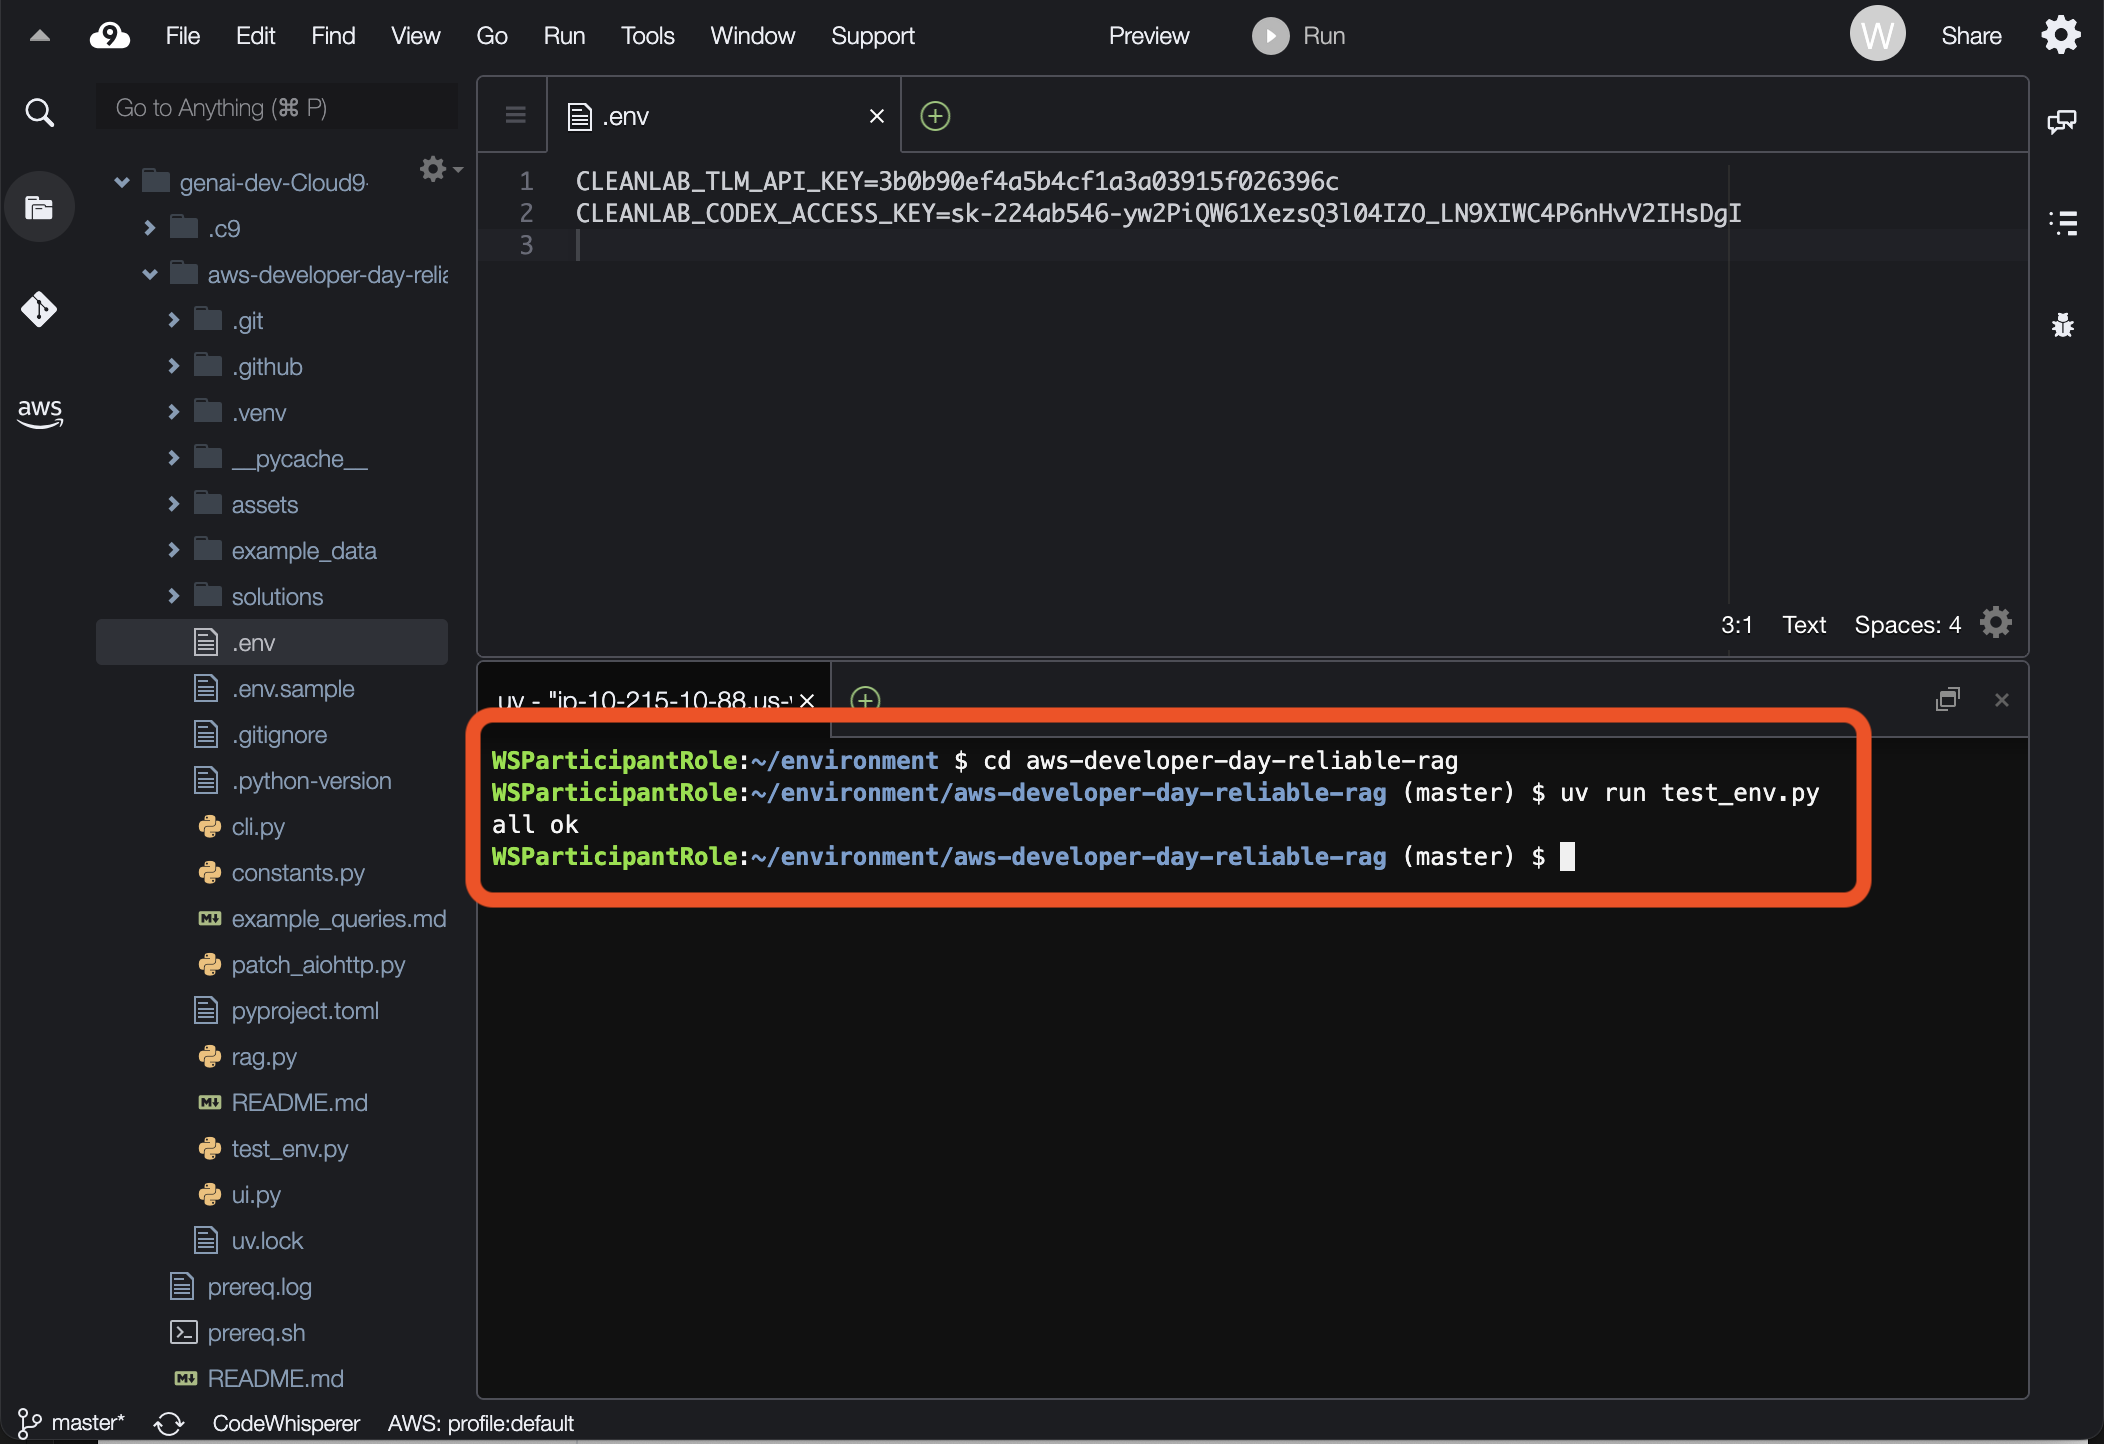 9 File Edit Find View Go Run Tools Window Support Preview Run W Share
Go to Anything (⌘ P)
genai-dev-Cloud9-
.c9
aws-developer-day-relia
.git
.github
.venv
__pycache__
assets
example_data
solutions
.env
.env.sample
.gitignore
.python-version
cli.py
constants.py
example_queries.md
patch_aiohttp.py
pyproject.toml
rag.py
README.md
test_env.py
ui.py
uv.lock
prereq.log
prereq.sh
README.md
aws
.env
1 CLEANLAB_TLM_API_KEY=3b0b90ef4a5b4cf1a3a03915f026396c
2 CLEANLAB_CODEX_ACCESS_KEY=sk-224ab546-yw2PiQW61XezsQ3l04IZO_LN9XIWC4P6nHvV2IHsDgI
3
3:1 Text Spaces: 4
uv - "ip-10-215-10-88.us-
WSParticipantRole:~/environment $ cd aws-developer-day-reliable-rag
WSParticipantRole:~/environment/aws-developer-day-reliable-rag (master) $ uv run test_env.py
all ok
WSParticipantRole:~/environment/aws-developer-day-reliable-rag (master) $
master* CodeWhisperer AWS: profile:default